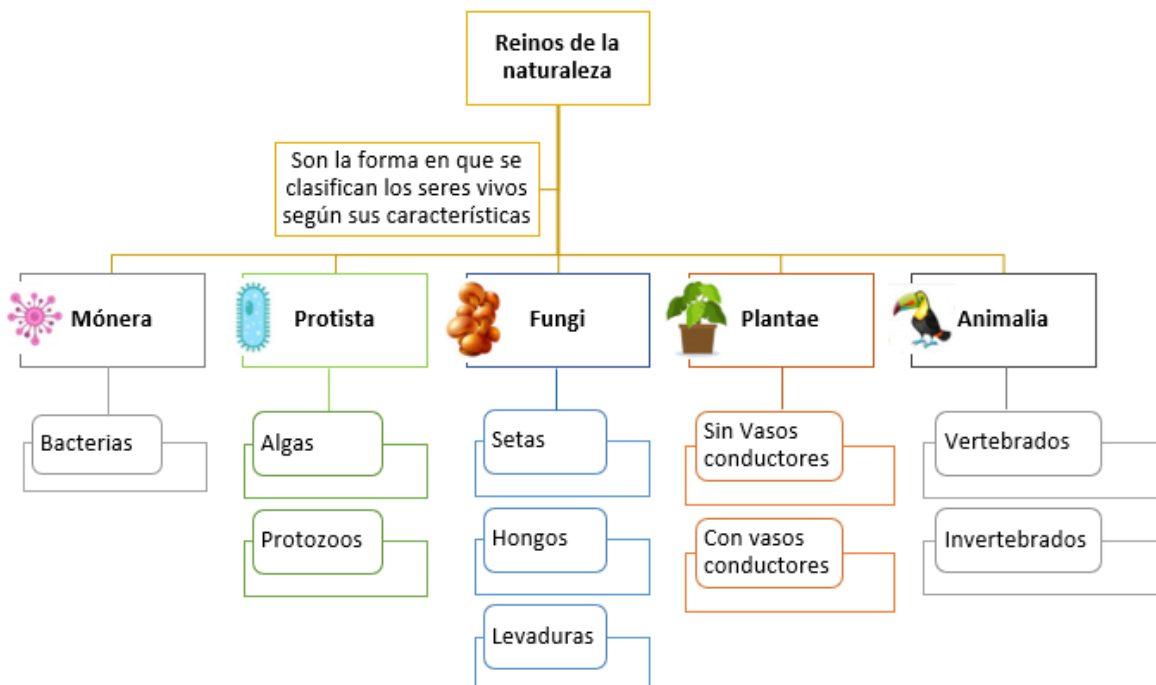 Reinos de la
naturaleza
Son la forma en que se
clasifican los seres vivos
según sus características
Mónera
Protista
Fungi
Plantae
Animalia
Bacterias
Algas
Protozoos
Setas
Hongos
Levaduras
Sin Vasos
conductores
Con vasos
conductores
Vertebrados
Invertebrados